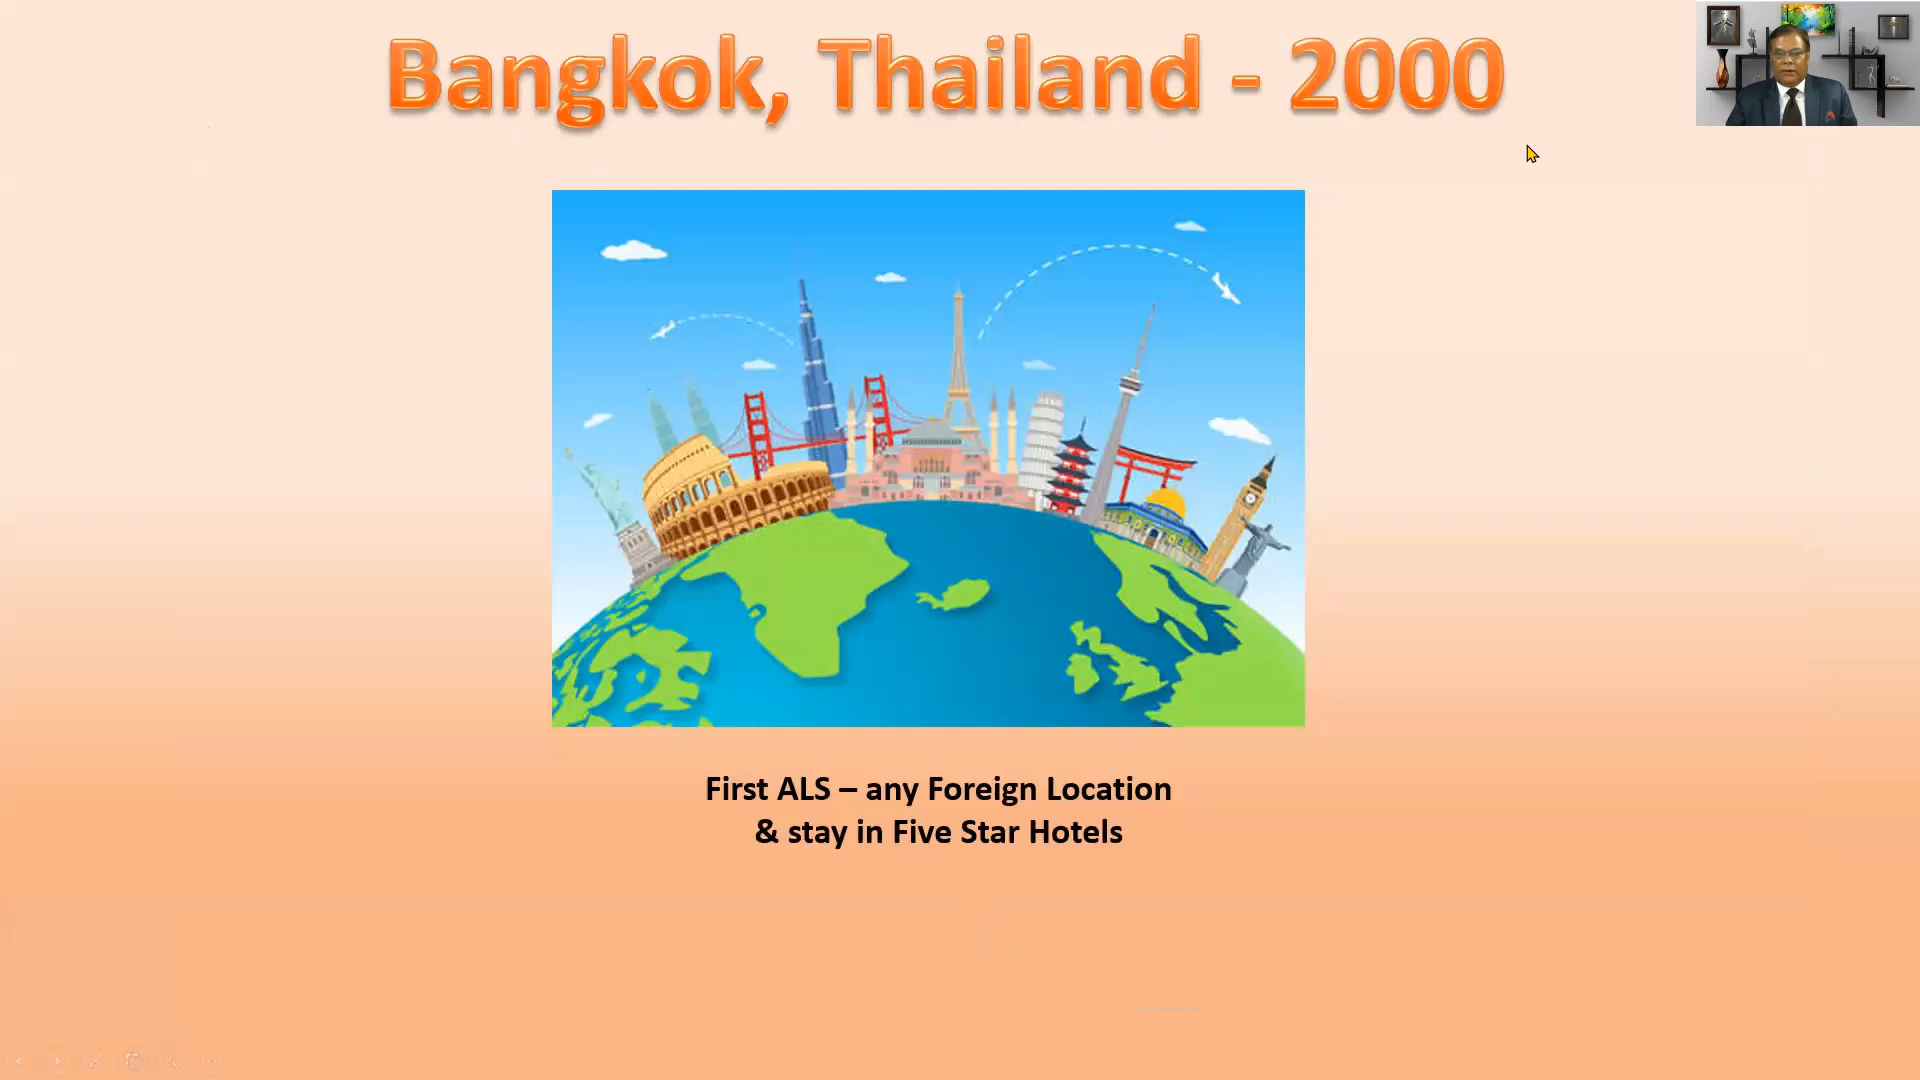 Bangkok, Thailand - 2000
First ALS – any Foreign Location
& stay in Five Star Hotels